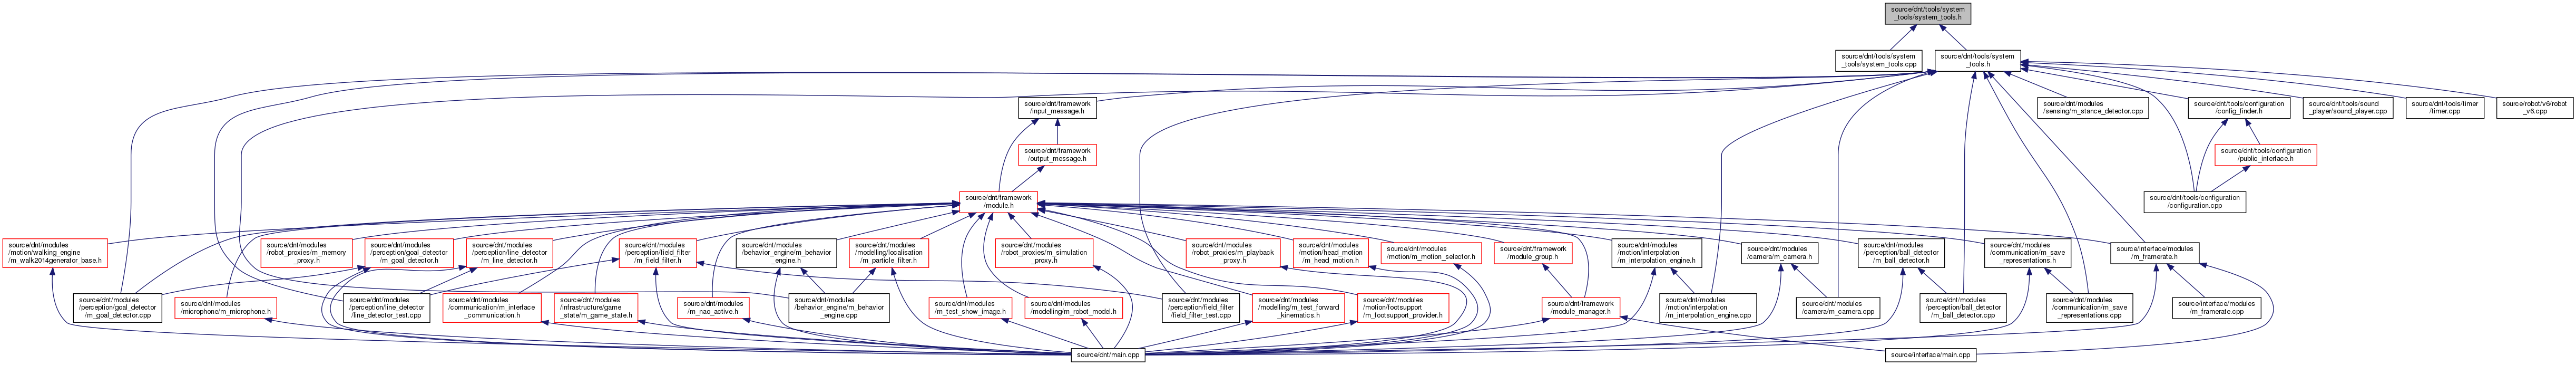 source/dnt/tools/system
_tools/system_tools.h
source/dnt/tools/system
_tools/system_tools.cpp
source/dnt/tools/system
_tools.h
source/dnt/framework
/input_message.h
source/dnt/modules
/sensing/m_stance_detector.cpp
source/dnt/tools/configuration
/config_finder.h
source/dnt/tools/sound
_player/sound_player.cpp
source/dnt/tools/timer
/timer.cpp
source/robot/v6/robot
_v6.cpp
source/dnt/framework
/output_message.h
source/dnt/tools/configuration
/public_interface.h
source/dnt/framework
/module.h
source/dnt/tools/configuration
/configuration.cpp
source/dnt/modules
/motion/walking_engine
/m_walk2014generator_base.h
source/dnt/modules
/robot_proxies/m_memory
_proxy.h
source/dnt/modules
/perception/goal_detector
/m_goal_detector.h
source/dnt/modules
/perception/line_detector
/m_line_detector.h
source/dnt/modules
/perception/field_filter
/m_field_filter.h
source/dnt/modules
/behavior_engine/m_behavior
_engine.h
source/dnt/modules
/modeling/localisation
/m_particle_filter.h
source/dnt/modules
/robot_proxies/m_simulation
_proxy.h
source/dnt/modules
/robot_proxies/m_playback
_proxy.h
source/dnt/modules
/motion/head_motion
/m_head_motion.h
source/dnt/modules
/motion/m_motion_selector.h
source/dnt/framework
/module_group.h
source/dnt/modules
/motion/interpolation
/m_interpolation_engine.h
source/dnt/modules
/camera/m_camera.h
source/dnt/modules
/perception/ball_detector
/m_ball_detector.h
source/dnt/modules
/communication/m_save
_representations.h
source/interface/modules
/m_framerate.h
source/dnt/modules
/perception/goal_detector
/m_goal_detector.cpp
source/dnt/modules
/microphone/m_microphone.h
source/dnt/modules
/perception/line_detector
/line_detector_test.cpp
source/dnt/modules
/communication/m_interface
_communication.h
source/dnt/modules
/infrastructure/game
_state/m_game_state.h
source/dnt/modules
/m_nao_active.h
source/dnt/modules
/behavior_engine/m_behavior
_engine.cpp
source/dnt/modules
/m_test_show_image.h
source/dnt/modules
/modelling/m_robot_model.h
source/dnt/modules
/perception/field_filter
/field_filter_test.cpp
source/dnt/modules
/modelling/m_test_forward
_kinematics.h
source/dnt/modules
/motion/footsupport
/m_footsupport_provider.h
source/dnt/framework
/module_manager.h
source/dnt/modules
/motion/interpolation
/m_interpolation_engine.cpp
source/dnt/modules
/camera/m_camera.cpp
source/dnt/modules
/perception/ball_detector
/m_ball_detector.cpp
source/dnt/modules
/communication/m_save
_representations.cpp
source/interface/modules
/m_framerate.cpp
source/dnt/main.cpp
source/interface/main.cpp